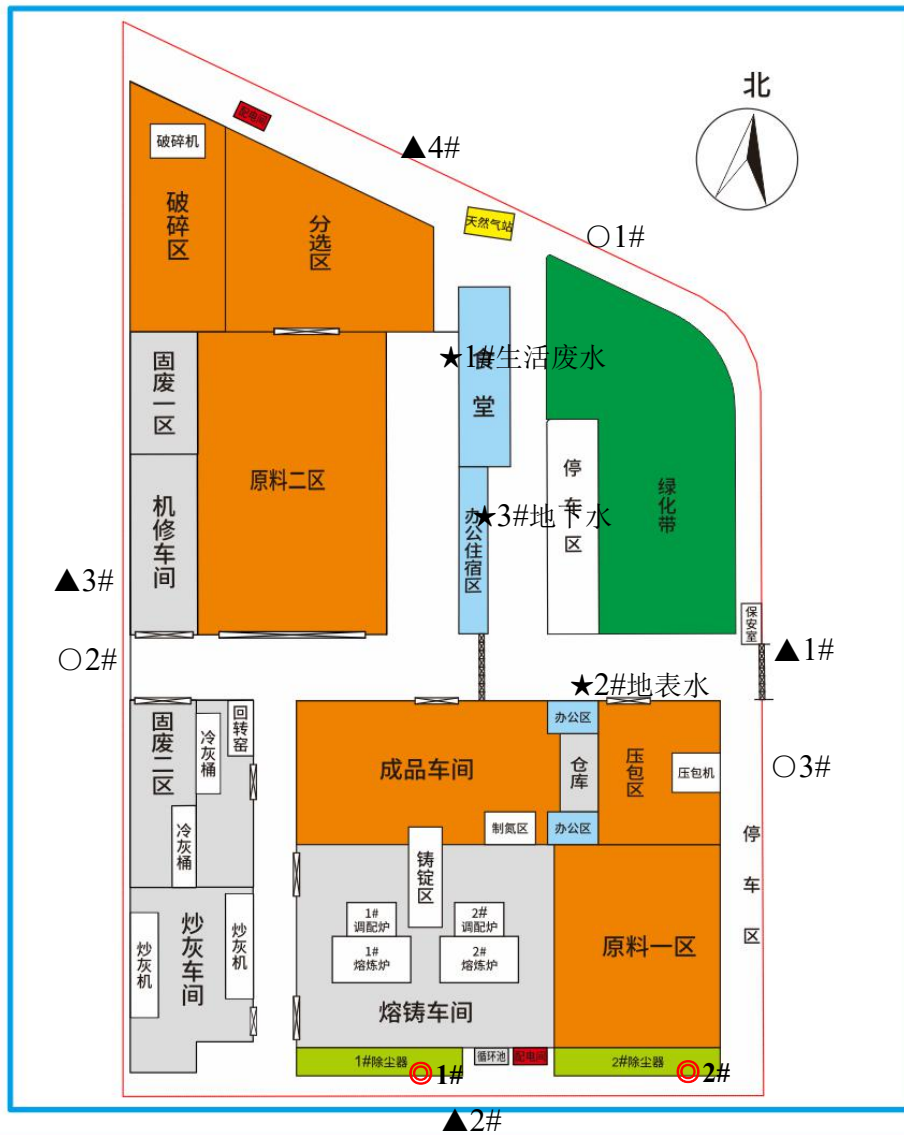 北
配电间
▲4#
破碎机
天然气站
○1#
破碎区
分选区
★1#生活废水
食堂
固废一区
原料二区
停车区
绿化带
★3#地下水
办公住宿区
机修车间
▲3#
保安室
▲1#
○2#
★2#地表水
固废二区
冷灰桶
回转窑
办公区
成品车间
仓库
压包区
压包机
○3#
冷灰桶
制氮区
办公区
停车区
铸锭区
1#
调配炉
2#
调配炉
炒灰机
炒灰车间
炒灰机
1#
熔炼炉
2#
熔炼炉
原料一区
熔铸车间
1#除尘器
循环池
配电间
2#除尘器
◎1#
◎2#
▲2#